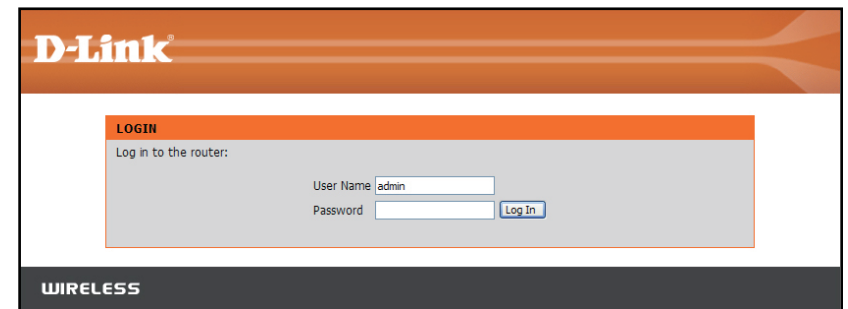 D-Link®
LOGIN
Log in to the router:
User Name admin
Password Log In
WIRELESS